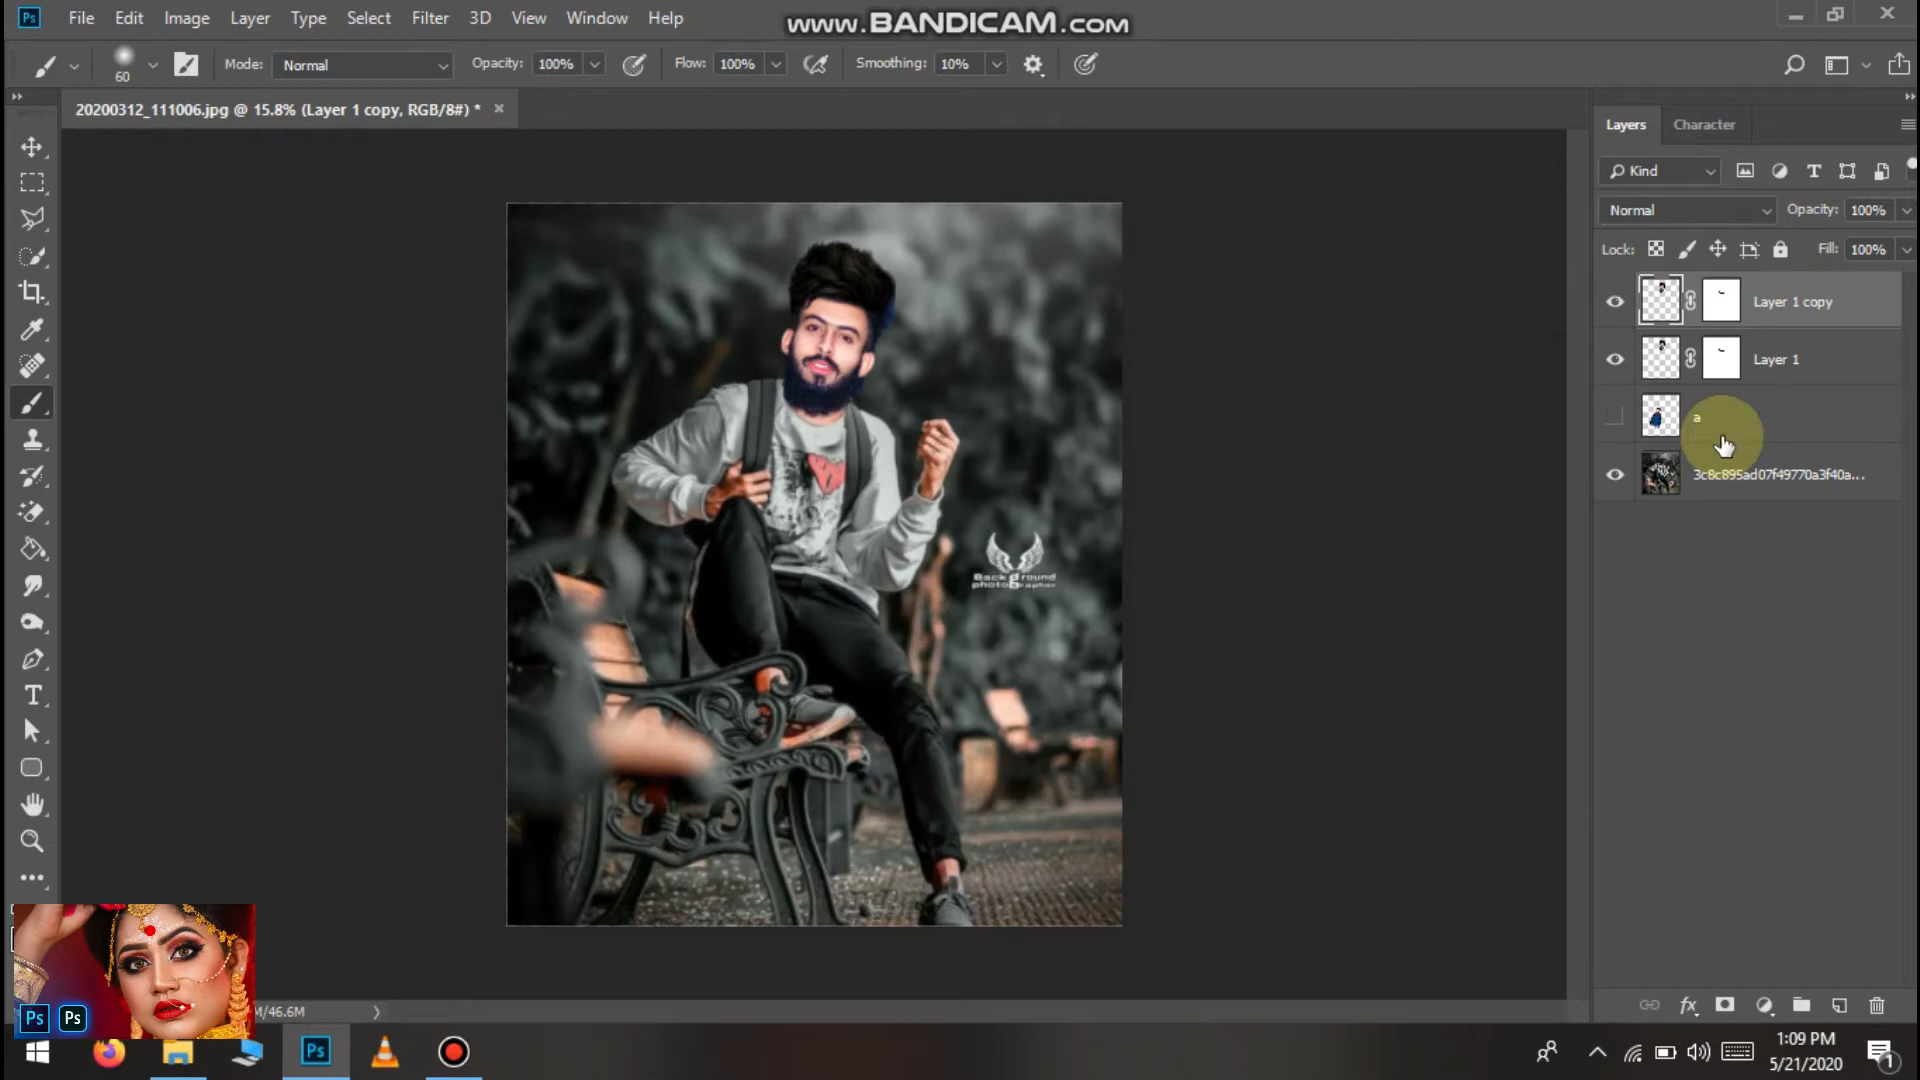 File Edit Image Layer Type Select Filter 3D View Window Help
www.BANDICAM.com
60 Mode: Normal Opacity: 100% Flow: 100% Smoothing: 10%
20200312_111006.jpg @ 15.8% (Layer 1 copy, RGB/8#) *
Layers Character
Kind
Normal Opacity: 100%
Lock: Fill: 100%
Layer 1 copy
Layer 1
a
3c8c895ad07f49770a3f40a...
Background
photographer
M/46.6M
Ps Ps
Ps
1:09 PM
5/21/2020
1